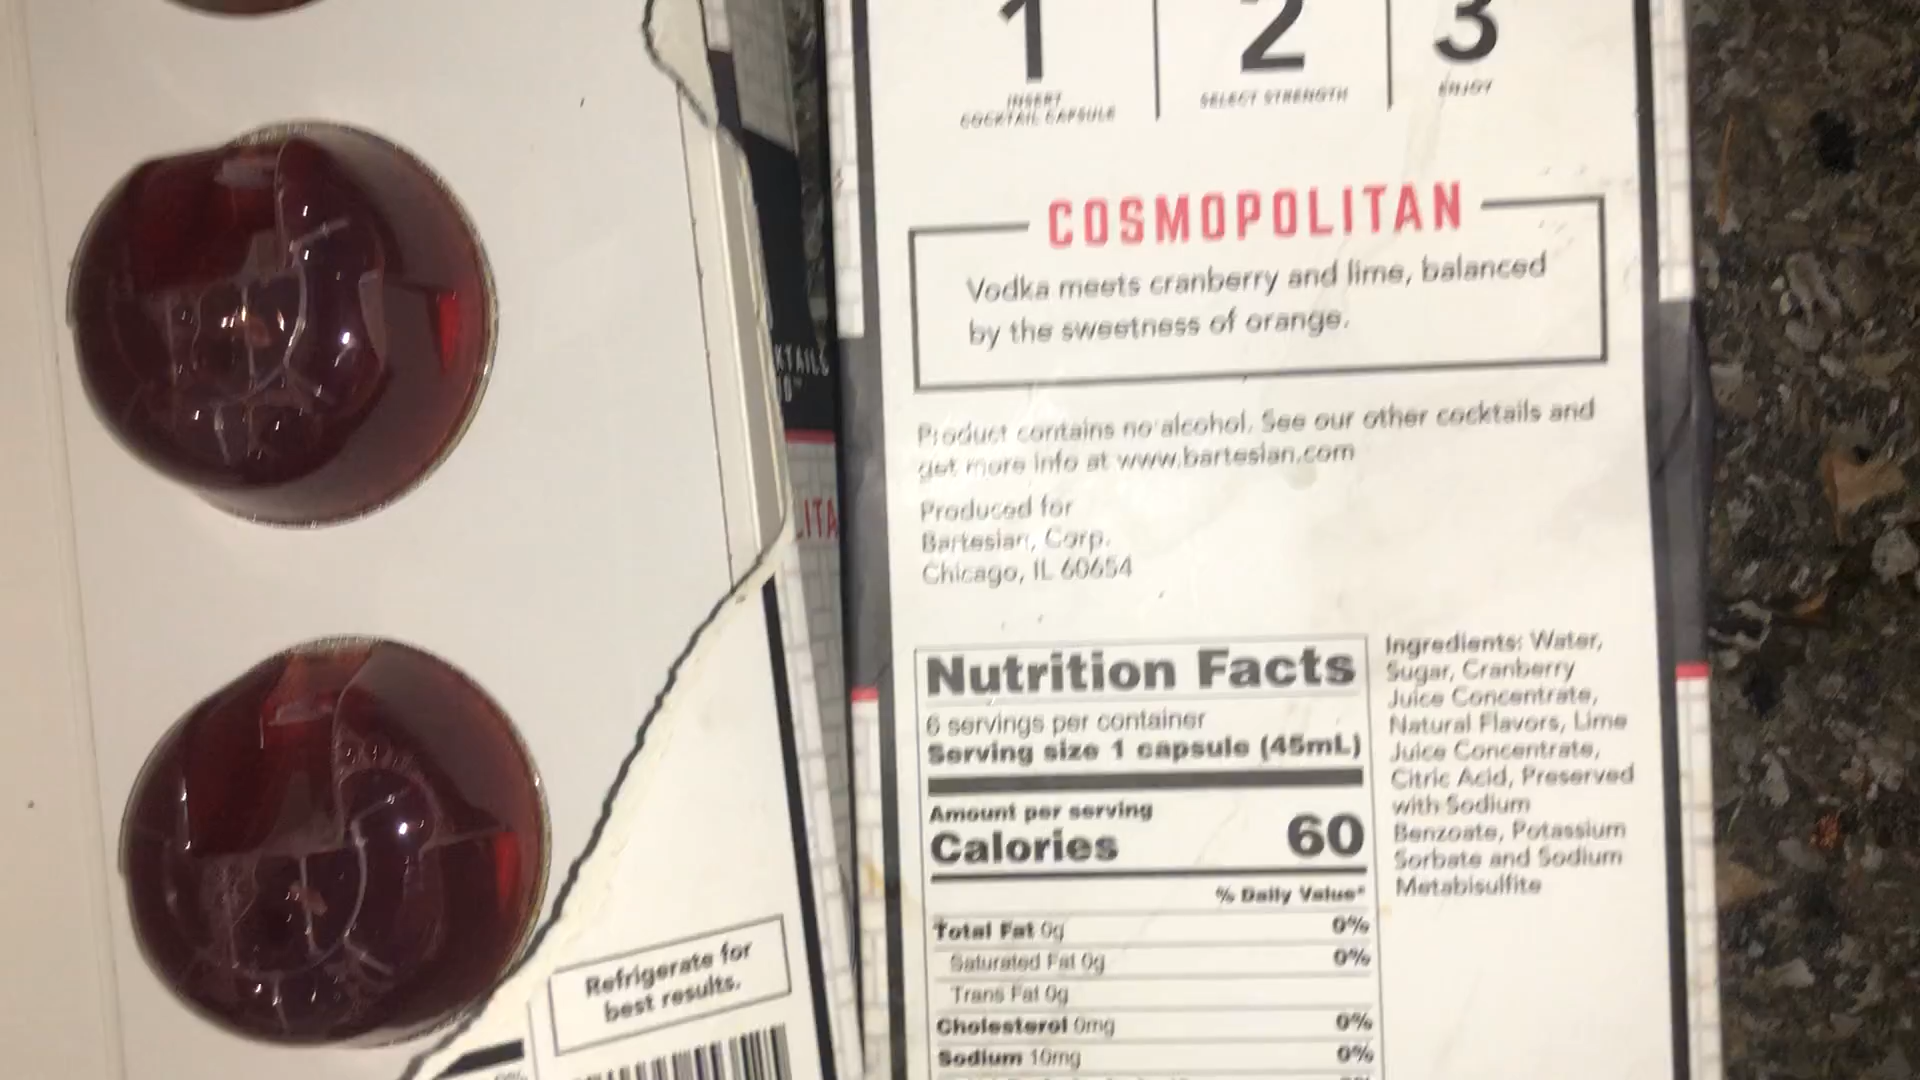 1
INSERT
COCKTAIL CAPSULE
2
SELECT STRENGTH
3
ENJOY
COSMOPOLITAN
Vodka meets cranberry and lime, balanced
by the sweetness of orange.
Product contains no alcohol. See our other cocktails and
get more info at www.bartesian.com
Produced for
Bartesian, Corp.
Chicago, IL 60654
Nutrition Facts
6 servings per container
Serving size 1 capsule (45mL)
Amount per serving
Calories 60
% Daily Value*
Total Fat 0g 0%
Saturated Fat 0g 0%
Trans Fat 0g
Cholesterol 0mg 0%
Sodium 10mg 0%
Ingredients: Water,
Sugar, Cranberry
Juice Concentrate,
Natural Flavors, Lime
Juice Concentrate,
Citric Acid, Preserved
with Sodium
Benzoate, Potassium
Sorbate and Sodium
Metabisulfite
KTAILS
LITA
Refrigerate for
best results.